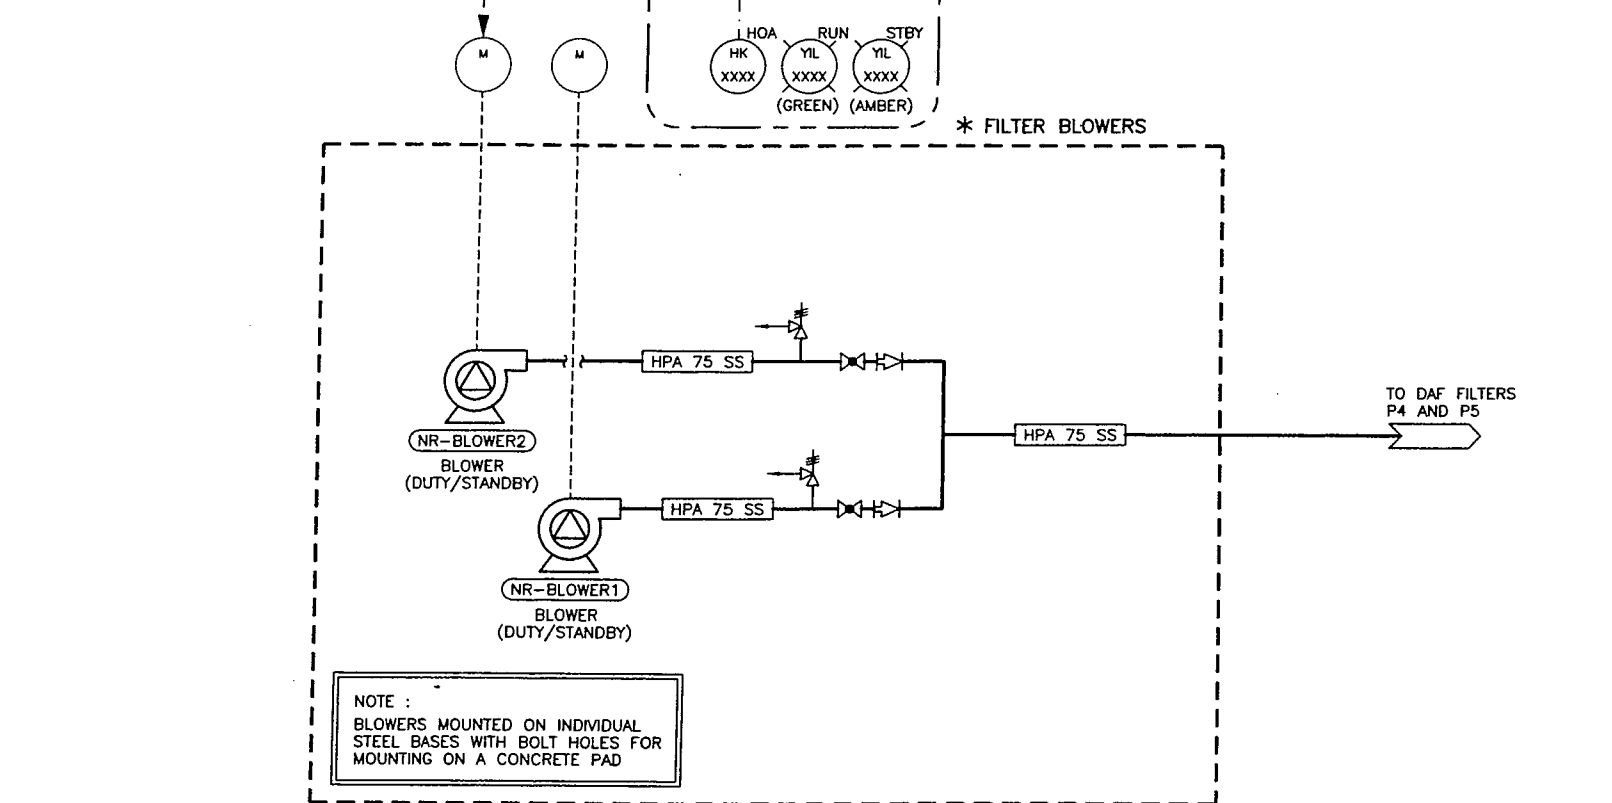 M
M
HOA
RUN
STBY
HK
XXXX
YIL
XXXX
YIL
XXXX
(GREEN)
(AMBER)
* FILTER BLOWERS
HPA 75 SS
TO DAF FILTERS
P4 AND P5
HPA 75 SS
NR-BLOWER2
BLOWER
(DUTY/STANDBY)
HPA 75 SS
NR-BLOWER1
BLOWER
(DUTY/STANDBY)
NOTE :
BLOWERS MOUNTED ON INDIVIDUAL
STEEL BASES WITH BOLT HOLES FOR
MOUNTING ON A CONCRETE PAD